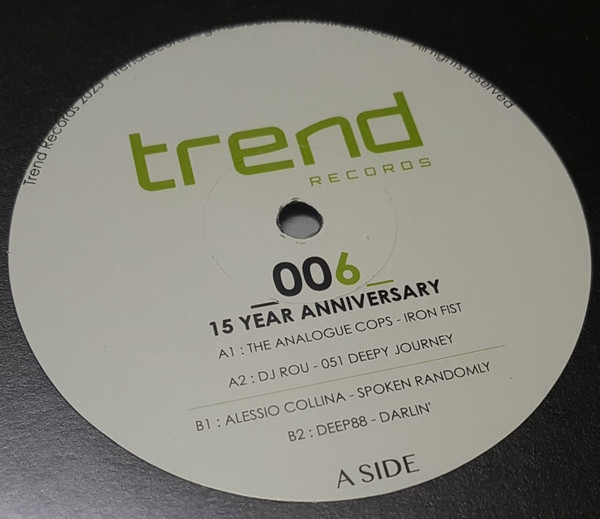 Trend Records 2023
All rights reserved
trend
RECORDS
_006_
15 YEAR ANNIVERSARY
A1 : THE ANALOGUE COPS - IRON FIST
A2 : DJ ROU - 051 DEEPY JOURNEY
B1 : ALESSIO COLLINA - SPOKEN RANDOMLY
B2 : DEEP88 - DARLIN'
A SIDE